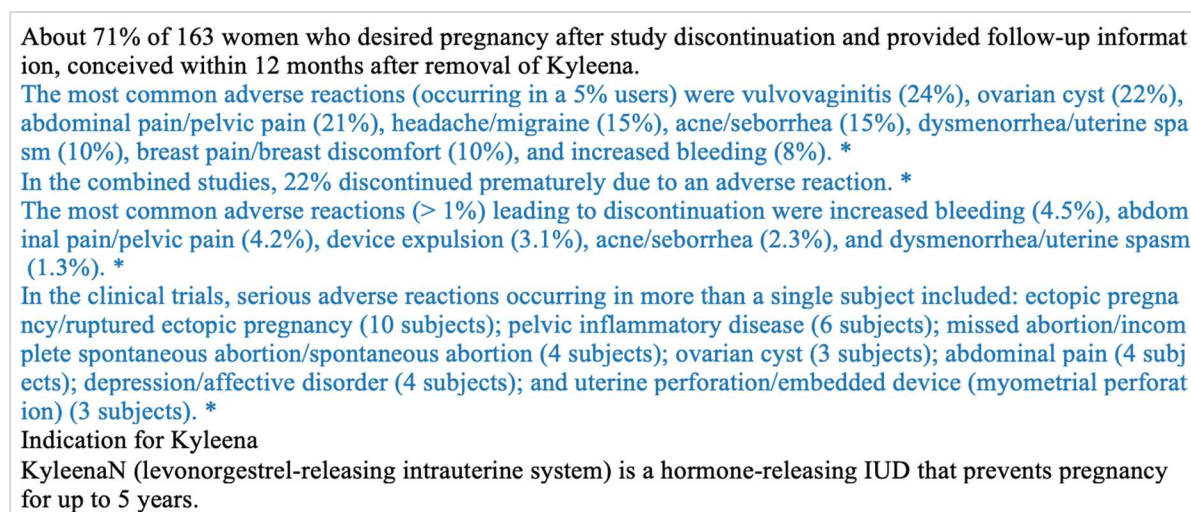 About 71% of 163 women who desired pregnancy after study discontinuation and provided follow-up informat
ion, conceived within 12 months after removal of Kyleena.
The most common adverse reactions (occurring in a 5% users) were vulvovaginitis (24%), ovarian cyst (22%),
abdominal pain/pelvic pain (21%), headache/migraine (15%), acne/seborrhea (15%), dysmenorrhea/uterine spa
sm (10%), breast pain/breast discomfort (10%), and increased bleeding (8%). *
In the combined studies, 22% discontinued prematurely due to an adverse reaction. *
The most common adverse reactions (> 1%) leading to discontinuation were increased bleeding (4.5%), abdom
inal pain/pelvic pain (4.2%), device expulsion (3.1%), acne/seborrhea (2.3%), and dysmenorrhea/uterine spasm
(1.3%). *
In the clinical trials, serious adverse reactions occurring in more than a single subject included: ectopic pregna
ncy/ruptured ectopic pregnancy (10 subjects); pelvic inflammatory disease (6 subjects); missed abortion/incom
plete spontaneous abortion/spontaneous abortion (4 subjects); ovarian cyst (3 subjects); abdominal pain (4 subj
ects); depression/affective disorder (4 subjects); and uterine perforation/embedded device (myometrial perforat
ion) (3 subjects). *
Indication for Kyleena
KyleenaN (levonorgestrel-releasing intrauterine system) is a hormone-releasing IUD that prevents pregnancy
for up to 5 years.